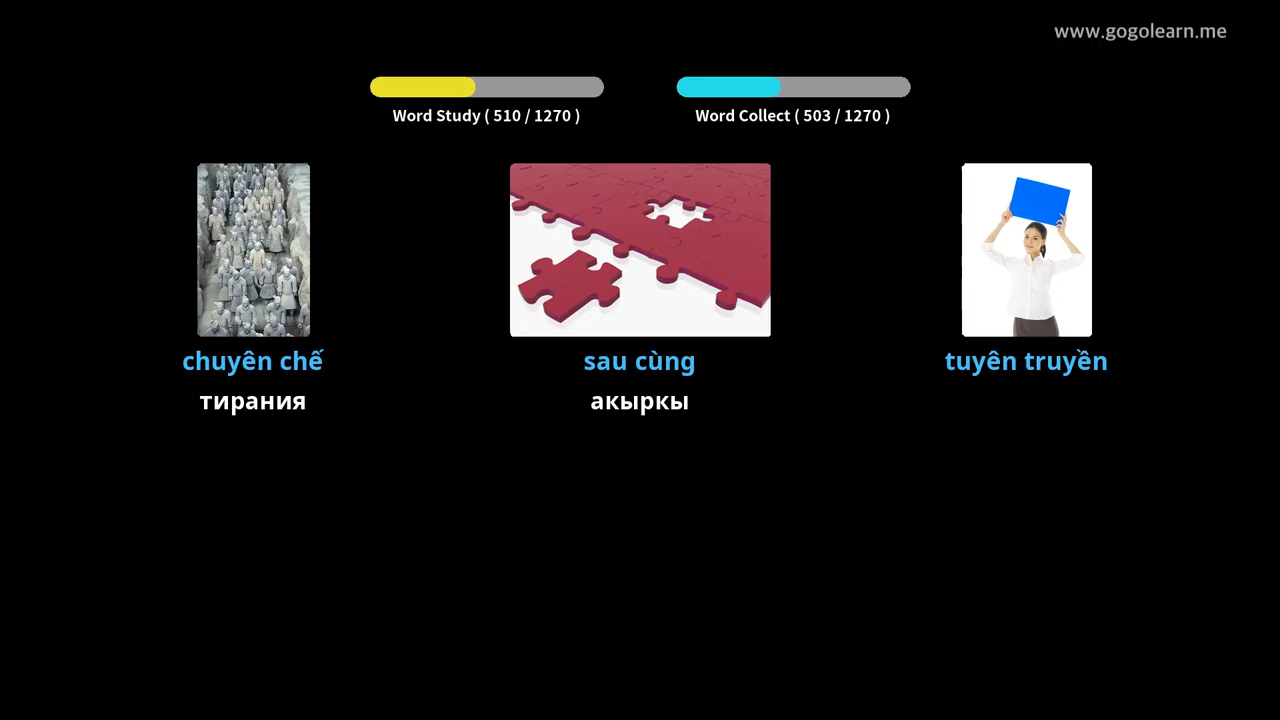 www.gogolearn.me
Word Study ( 510 / 1270 )
Word Collect ( 503 / 1270 )
chuyên chế
тирания
sau cùng
акыркы
tuyên truyền